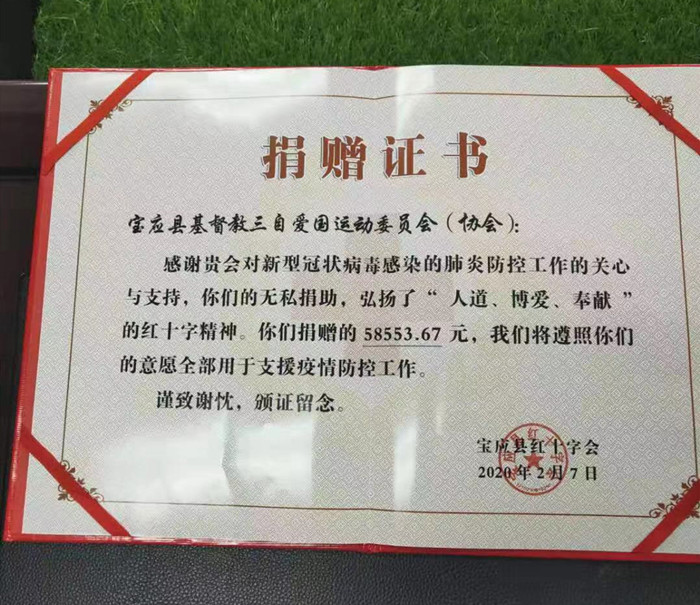 捐赠证书
宝应县基督教三自爱国运动委员会(协会):
感谢贵会对新型冠状病毒感染的肺炎防控工作的关心
与支持,你们的无私捐助,弘扬了“人道、博爱、奉献”
的红十字精神。你们捐赠的 58553.67 元,我们将遵照你们
的意愿全部用于支援疫情防控工作。
谨致谢忱,颁证留念。
宝应县红十字会
2020年2月7日